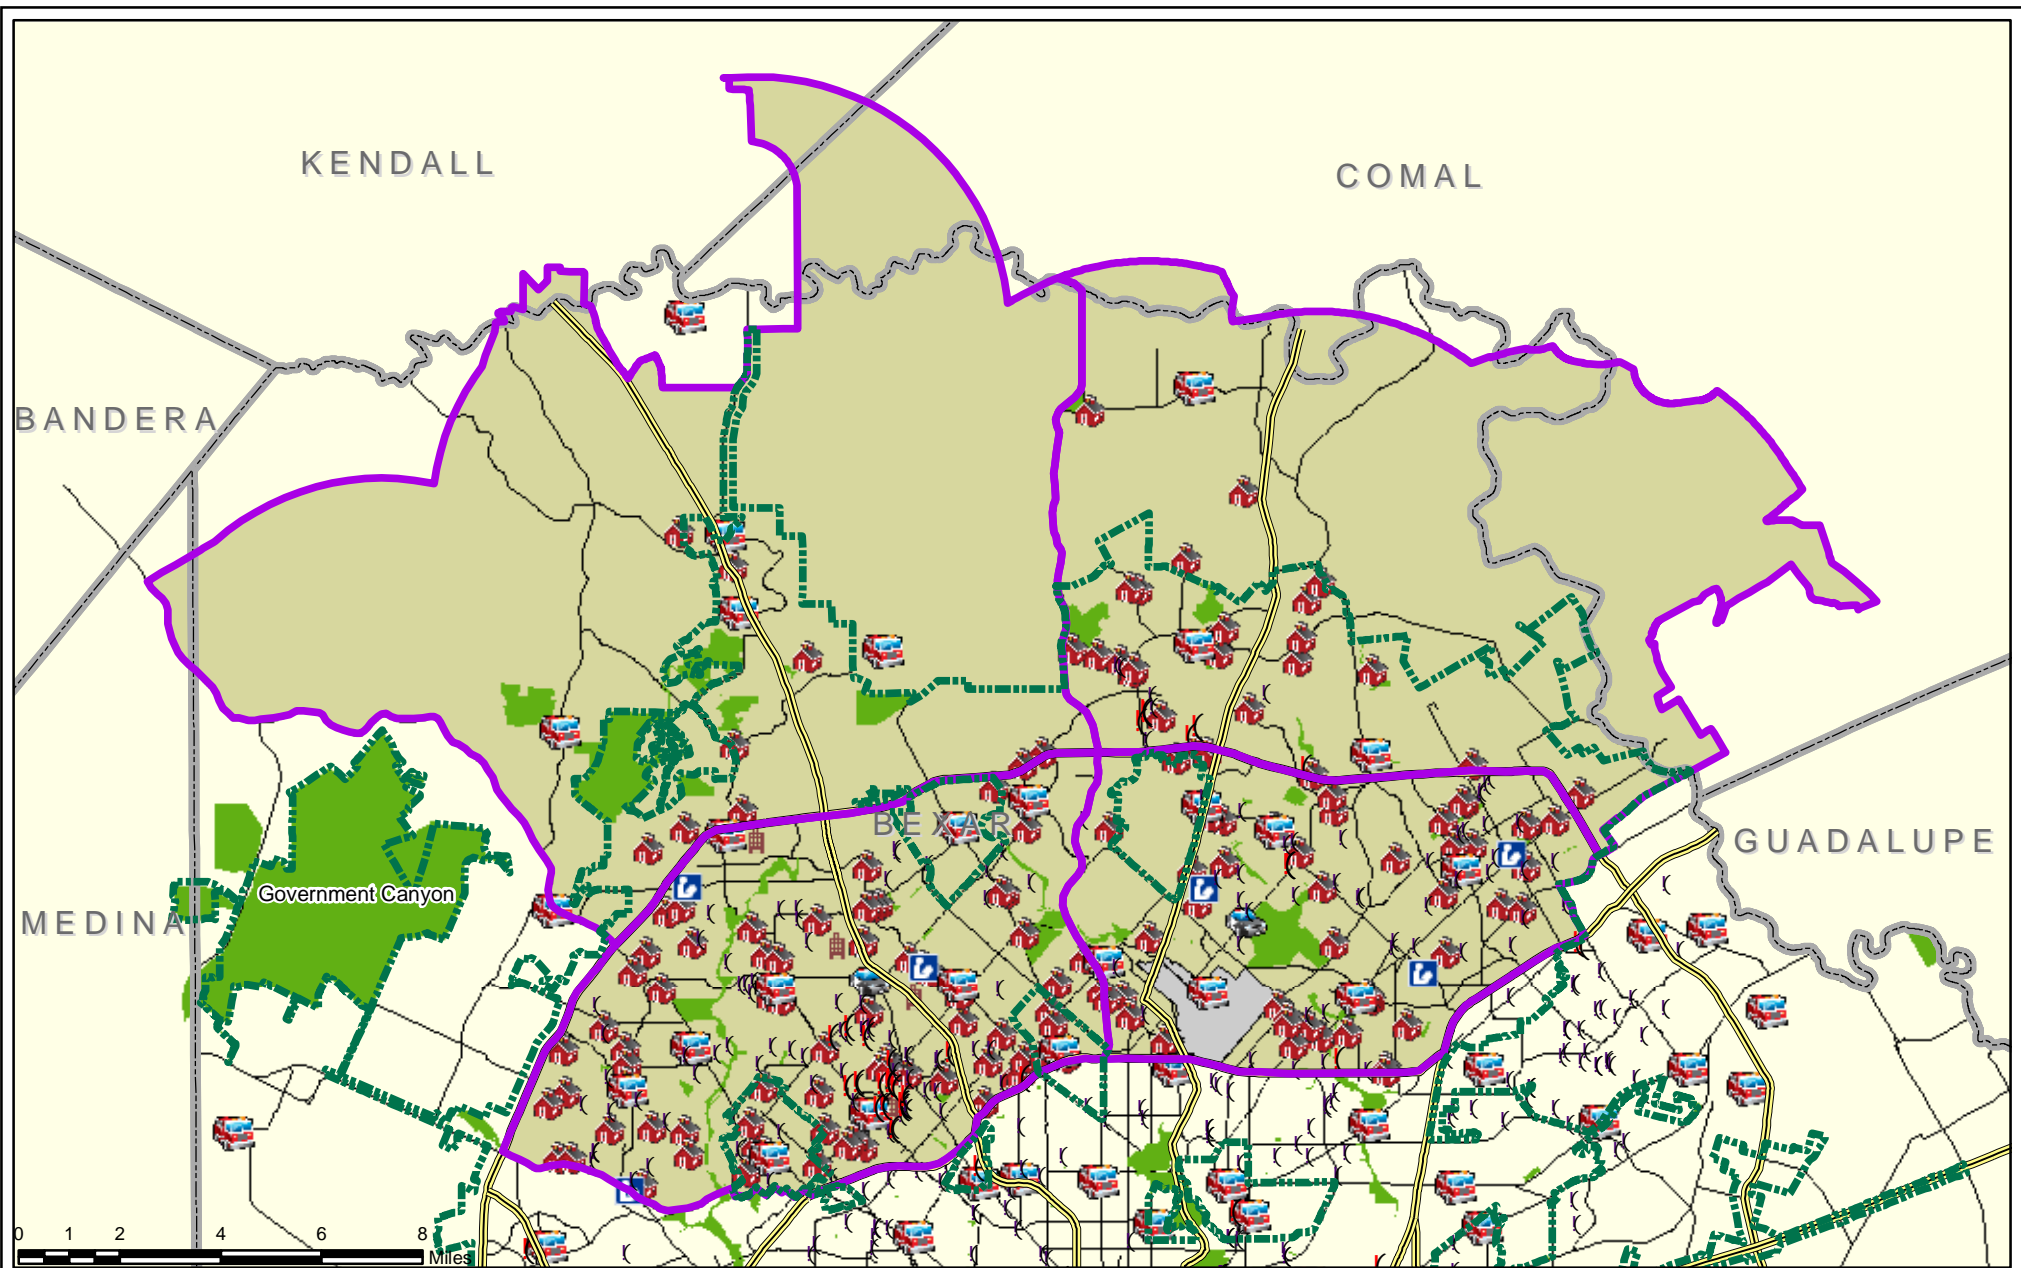 KENDALL
COMAL
BANDERA
BEXAR
GUADALUPE
Government Canyon
MEDINA
0 1 2 4 6 8
Miles